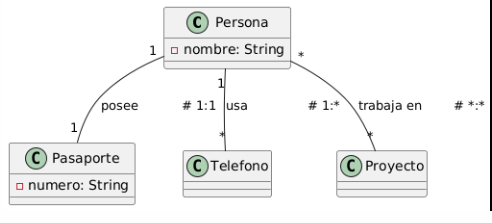 C Persona
nombre: String
1
*
1
posee
# 1:1
usa
# 1:*
trabaja en
# *:*
1
*
*
C Pasaporte
numero: String
C Telefono
C Proyecto